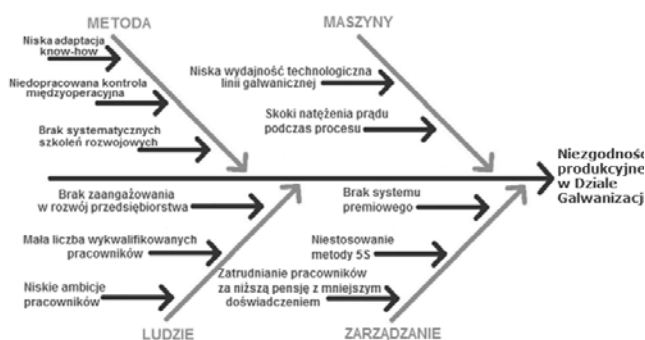 METODA
MASZYNY
Niska adaptacja
know-how
Niedopracowana kontrola
międzyoperacyjna
Brak systematycznych
szkoleń rozwojowych
Niska wydajność technologiczna
linii galwanicznej
Skoki natężenia prądu
podczas procesu
Niezgodnośc
produkcyjne
w Dziale
Galwanizacj
Brak zaangażowania
w rozwój przedsiębiorstwa
Mała liczba wykwalifikowanych
pracowników
Niskie ambicje
pracowników
Brak systemu
premiowego
Niestosowanie
metody 5S
Zatrudnianie pracowników
za niższą pensję z mniejszym
doświadczeniem
LUDZIE
ZARZĄDZANIE